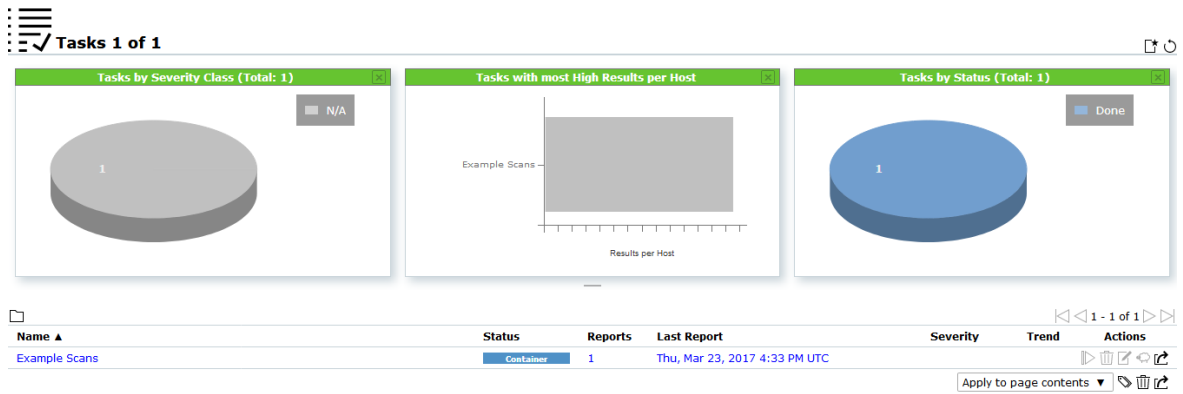 Tasks 1 of 1
Tasks by Severity Class (Total: 1)
N/A
1
Tasks with most High Results per Host
Example Scans
Results per Host
Tasks by Status (Total: 1)
Done
1
1 - 1 of 1
Name ▲ Status Reports Last Report Severity Trend Actions
Example Scans Container 1 Thu, Mar 23, 2017 4:33 PM UTC
Apply to page contents ▼